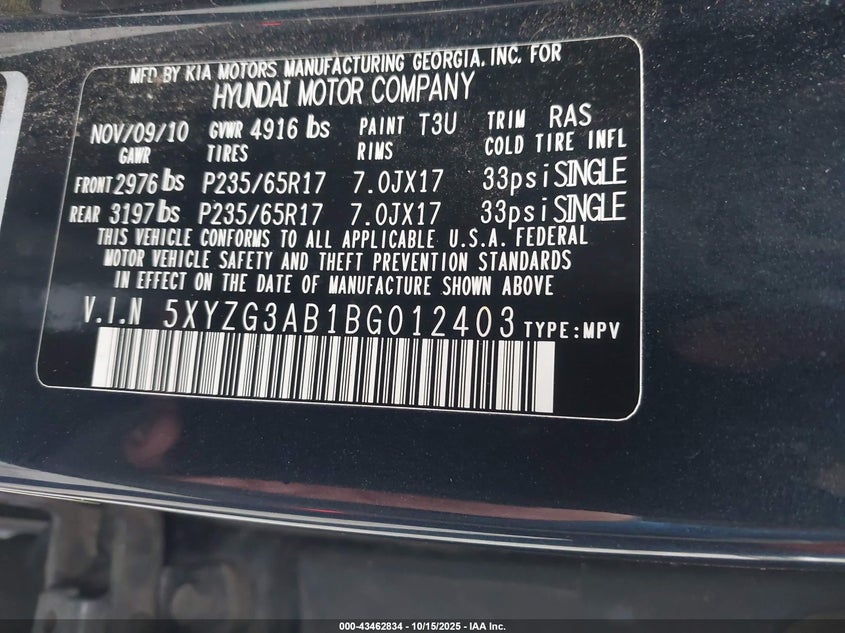 MFD BY KIA MOTORS MANUFACTURING GEORGIA, INC. FOR
HYUNDAI MOTOR COMPANY
NOV/09/10 GVWR 4916 lbs PAINT T3U TRIM RAS
GAWR TIRES RIMS COLD TIRE INFL
FRONT 2976 lbs P235/65R17 7.0JX17 33psi SINGLE
REAR 3197 lbs P235/65R17 7.0JX17 33psi SINGLE
THIS VEHICLE CONFORMS TO ALL APPLICABLE U.S.A. FEDERAL
MOTOR VEHICLE SAFETY AND THEFT PREVENTION STANDARDS
IN EFFECT ON THE DATE OF MANUFACTURE SHOWN ABOVE
V.I.N 5XYZG3AB1BG012403 TYPE:MPV
000-43462834 - 10/15/2025 - IAA Inc.